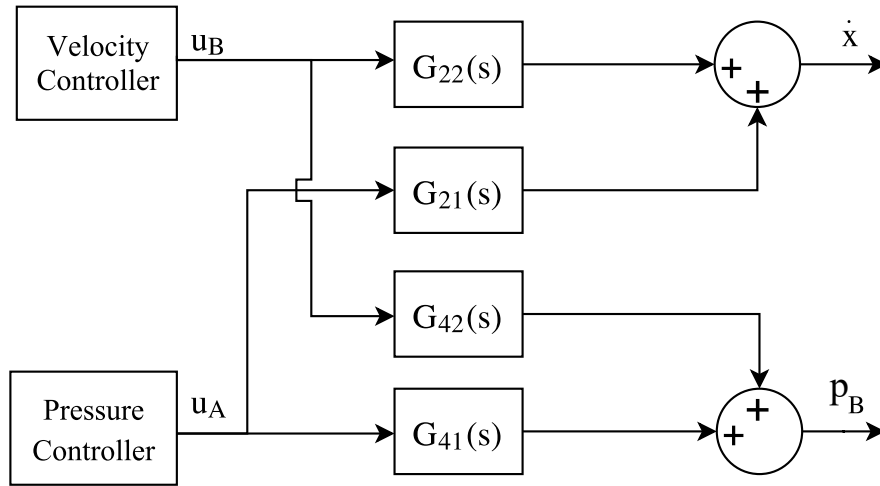 Velocity
Controller
u_B
G_22(s)
+
+
ẋ
G_21(s)
G_42(s)
Pressure
Controller
u_A
G_41(s)
+
+
p_B